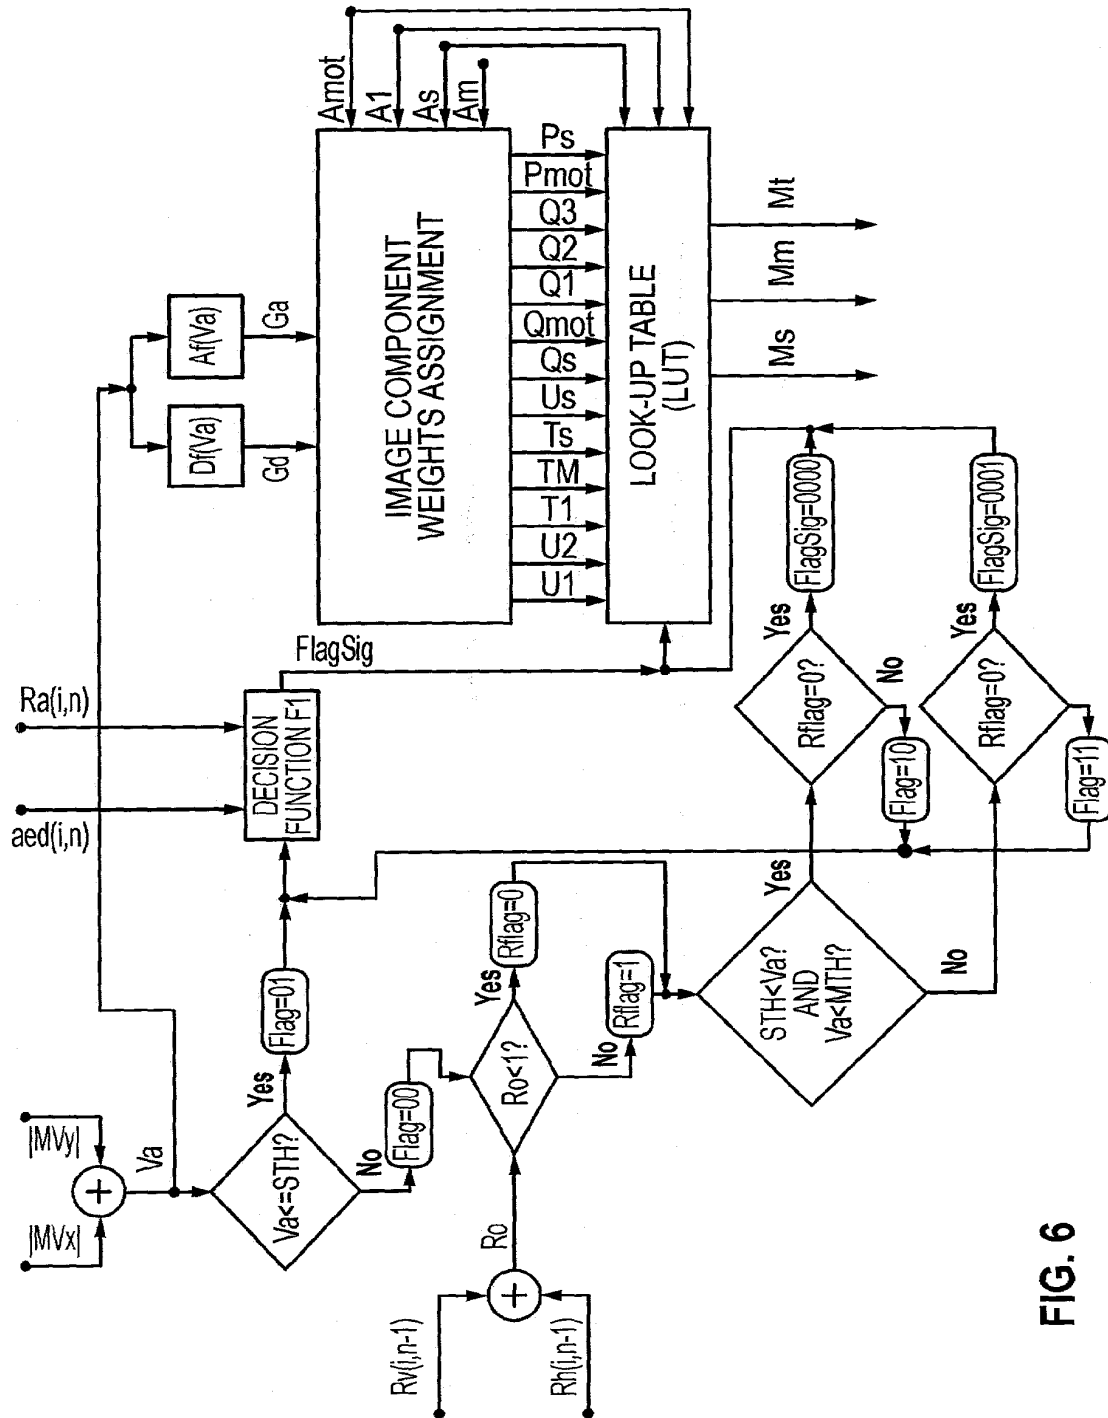 |MVx|
|MVy|
Va
Va<=STH?
Yes
No
Flag=01
Flag=00
Rv(i,n-1)
Rh(i,n-1)
Ro
Ro<1?
Yes
No
Rflag=0
Rflag=1
STH<Va?
AND
Va<MTH?
Yes
No
Rflag=0?
Yes
No
Flag=10
FlagSig=0000
Rflag=0?
Yes
Flag=11
FlagSig=0001
aed(i,n)
Ra(i,n)
DECISION
FUNCTION F1
FlagSig
Df(Va)
Af(Va)
Gd
Ga
IMAGE COMPONENT
WEIGHTS ASSIGNMENT
Amot
A1
As
Am
U1
U2
T1
TM
Ts
Us
Qs
Qmot
Q1
Q2
Q3
Pmot
Ps
LOOK-UP TABLE
(LUT)
Ms
Mm
Mt
FIG. 6